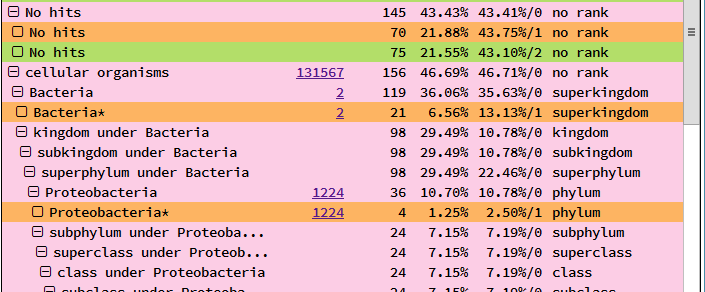 No hits 145 43.43% 43.41%/0 no rank
No hits 70 21.88% 43.75%/1 no rank
No hits 75 21.55% 43.10%/2 no rank
cellular organisms 131567 156 46.69% 46.71%/0 no rank
Bacteria 2 119 36.06% 35.63%/0 superkingdom
Bacteria* 2 21 6.56% 13.13%/1 superkingdom
kingdom under Bacteria 98 29.49% 10.78%/0 kingdom
subkingdom under Bacteria 98 29.49% 10.78%/0 subkingdom
superphylum under Bacteria 98 29.49% 22.46%/0 superphylum
Proteobacteria 1224 36 10.70% 10.78%/0 phylum
Proteobacteria* 1224 4 1.25% 2.50%/1 phylum
subphylum under Proteoba... 24 7.15% 7.19%/0 subphylum
superclass under Proteob... 24 7.15% 7.19%/0 superclass
class under Proteobacteria 24 7.15% 7.19%/0 class
subclass under Proteoba... 24 7.15% 7.19%/0 subclass